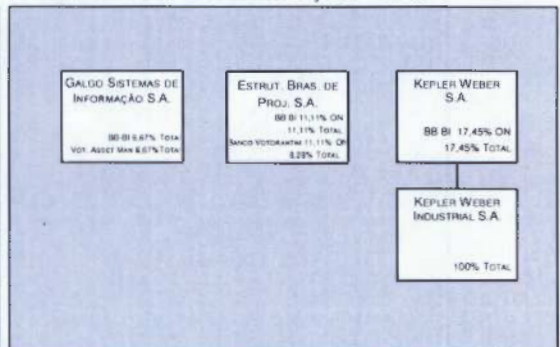 GALGO SISTEMAS DE
INFORMAÇÃO S.A.
BB-BI 6,67% TOTAL
VOT. ASSET MAN 6,67% TOTAL
ESTRUT. BRAS. DE
PROJ. S.A.
BB BI 11,11% ON
11,11% TOTAL
BANCO VOTORANTIM 11,11% ON
TOTAL
KEPLER WEBER
S.A.
BB BI 17,45% ON
17,45% TOTAL
KEPLER WEBER
INDUSTRIAL S.A.
100% TOTAL